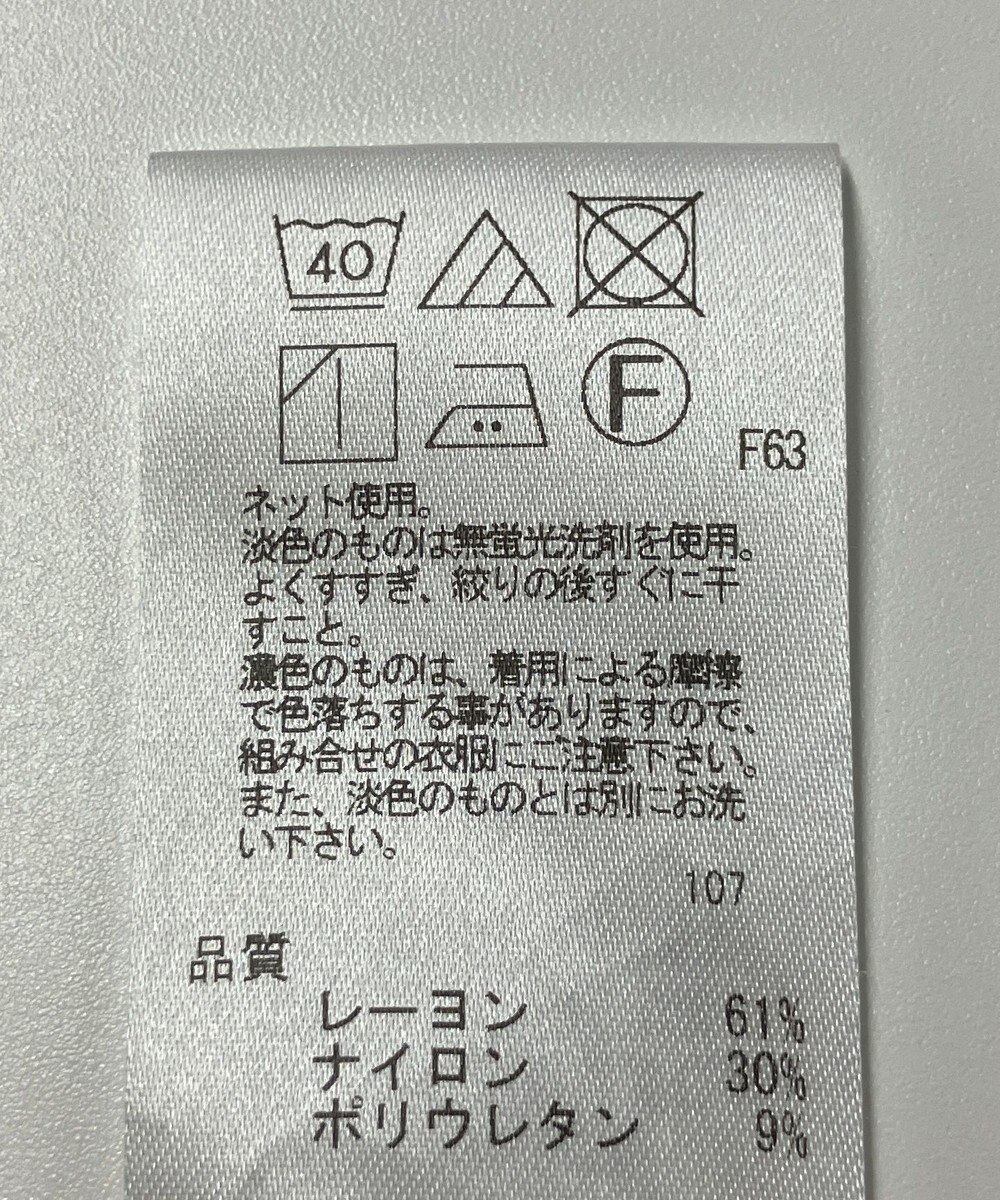 40
F
F63
ネット使用。
淡色のものは無蛍光洗剤を使用。
よくすすぎ、絞りの後すぐに干
すこと。
濃色のものは、着用による摩擦
で色落ちする事がありますので、
組み合せの衣服にご注意下さい。
また、淡色のものとは別にお洗
い下さい。
107
品質
レーヨン 61%
ナイロン 30%
ポリウレタン 9%